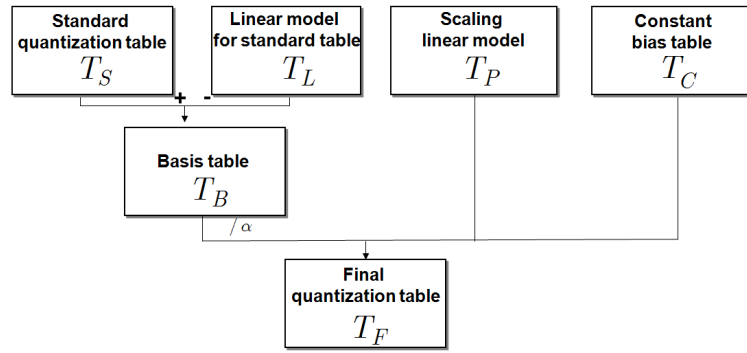 Standard
quantization table
T_S
Linear model
for standard table
T_L
Scaling
linear model
T_P
Constant
bias table
T_C
+ -
Basis table
T_B
/ α
Final
quantization table
T_F